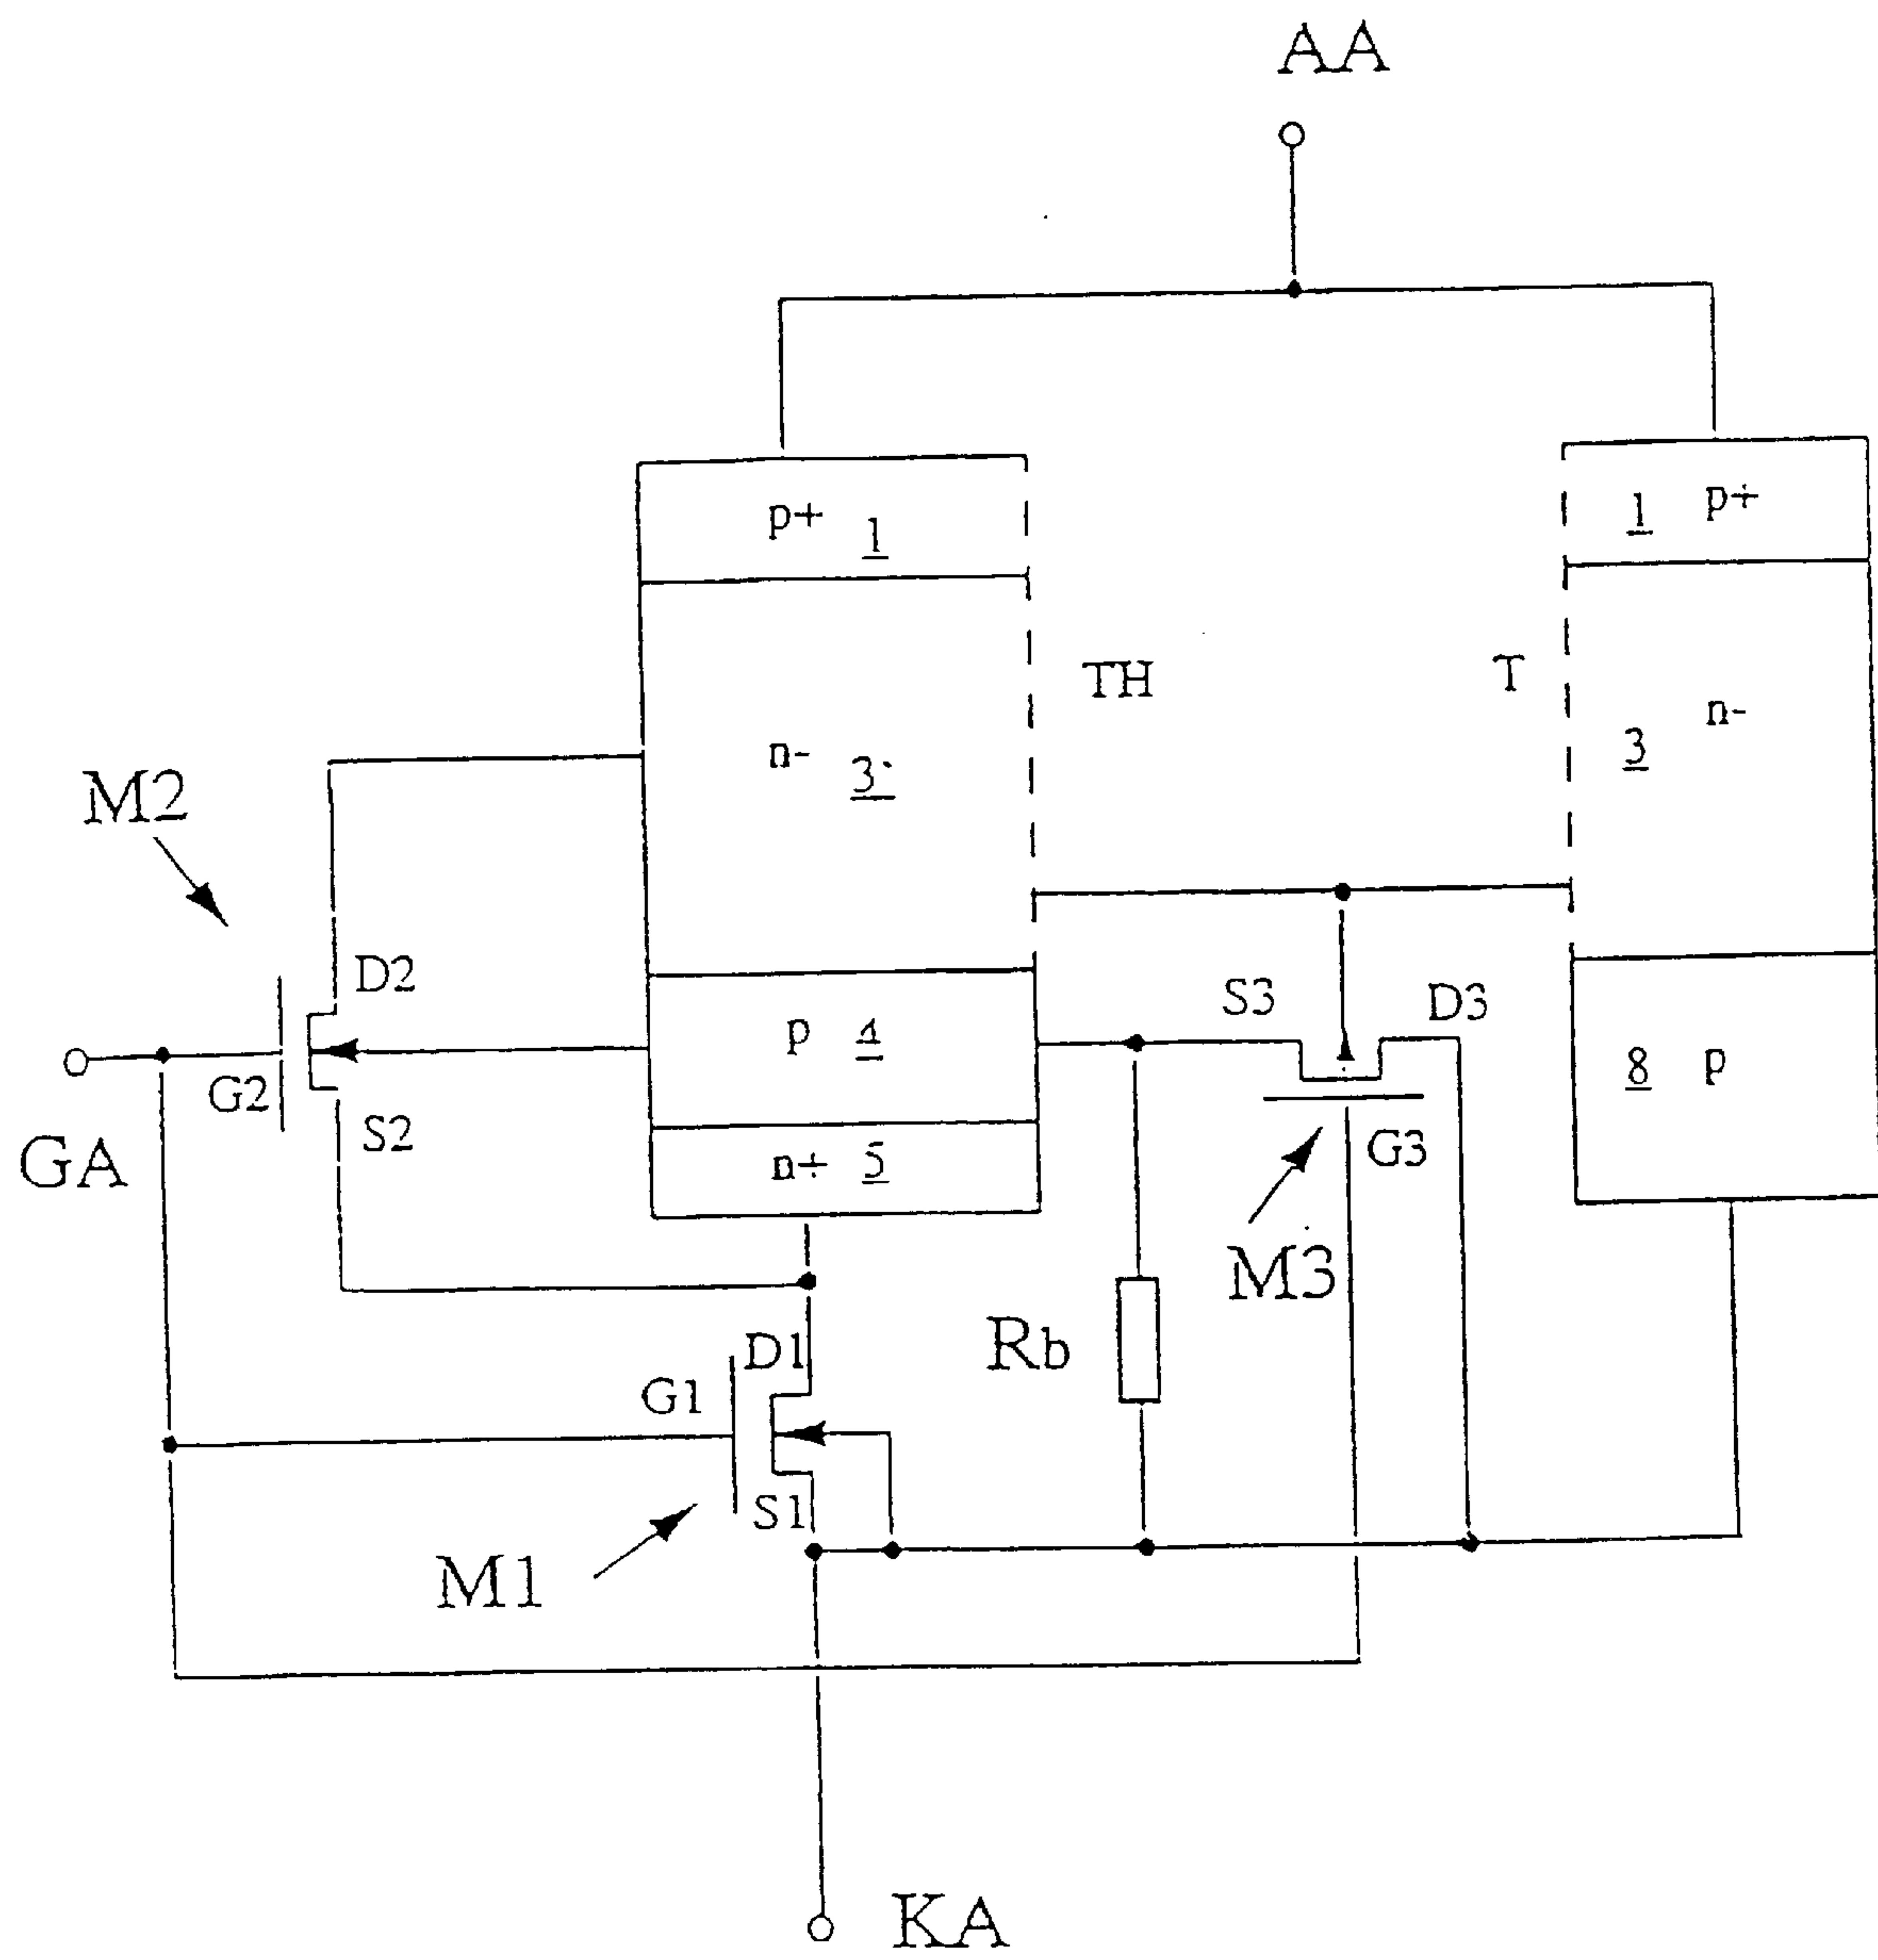 AA
p+ 1
1 p+
TH
T
n- 3
3 n-
M2
D2
S3
D3
p 4
8 p
G2
S2
GA
n+ 5
G3
M3
D1
Rb
G1
S1
M1
KA